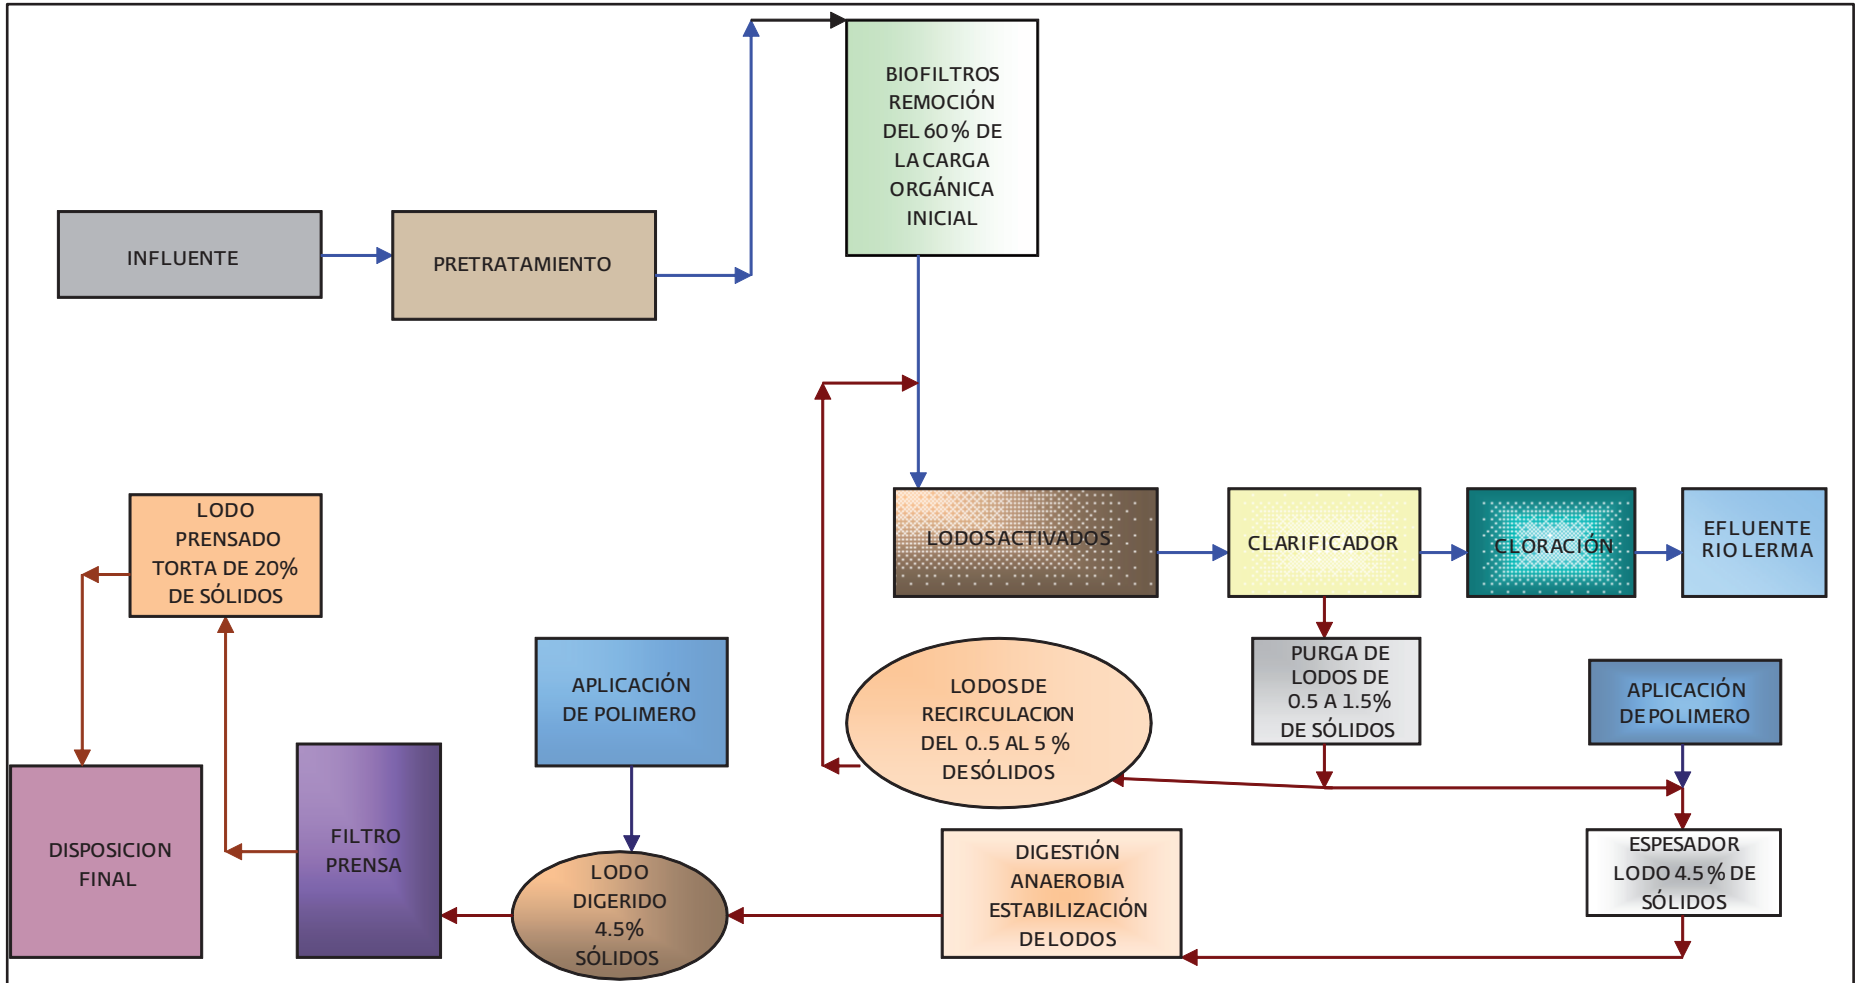 BIOFILTROS
REMOCIÓN
DEL 60% DE
LA CARGA
ORGÁNICA
INICIAL
INFLUENTE
PRETRATAMIENTO
LODOS ACTIVADOS
CLARIFICADOR
CLORACIÓN
EFLUENTE
RIO LERMA
LODO
PRENSADO
TORTA DE 20%
DE SÓLIDOS
APLICACIÓN
DE POLIMERO
LODOS DE
RECIRCULACION
DEL 0..5 AL 5 %
DE SÓLIDOS
PURGA DE
LODOS DE
0.5 A 1.5%
DE SÓLIDOS
APLICACIÓN
DE POLIMERO
DISPOSICION
FINAL
FILTRO
PRENSA
LODO
DIGERIDO
4.5%
SÓLIDOS
DIGESTIÓN
ANAEROBIA
ESTABILIZACIÓN
DE LODOS
ESPESADOR
LODO 4.5% DE
SÓLIDOS